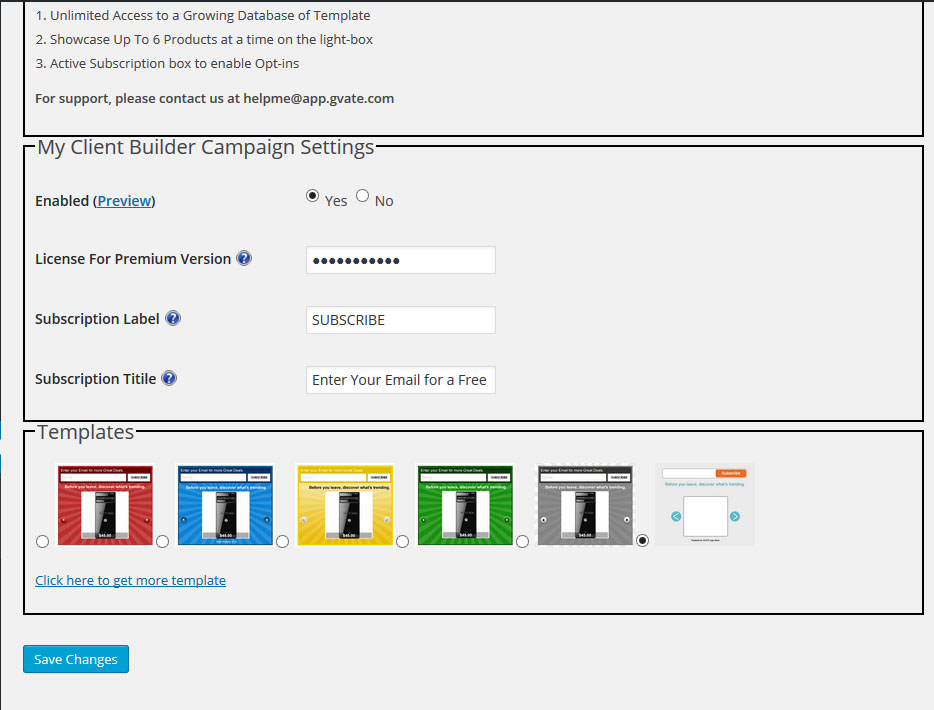 1. Unlimited Access to a Growing Database of Template
2. Showcase Up To 6 Products at a time on the light-box
3. Active Subscription box to enable Opt-ins
For support, please contact us at helpme@app.gvate.com
My Client Builder Campaign Settings
Enabled (Preview) Yes No
License For Premium Version ? ●●●●●●●●●●●
Subscription Label ? SUBSCRIBE
Subscription Titile ? Enter Your Email for a Free
Templates
Enter your Email for more Great Deals. Enter your Email for more Great Deals. Enter your Email for more Great Deals. Enter your Email for more Great Deals. Enter your Email for more Great Deals.
SUBSCRIBE SUBSCRIBE SUBSCRIBE SUBSCRIBE SUBSCRIBE Subscribe
Before you leave, discover what's trending. Before you leave, discover what's trending. Before you leave, discover what's trending. Before you leave, discover what's trending. Before you leave, discover what's trending. Before you leave, discover what's trending.
$45.00 $45.00 $45.00 $45.00 $45.00
Click here to get more template
Save Changes